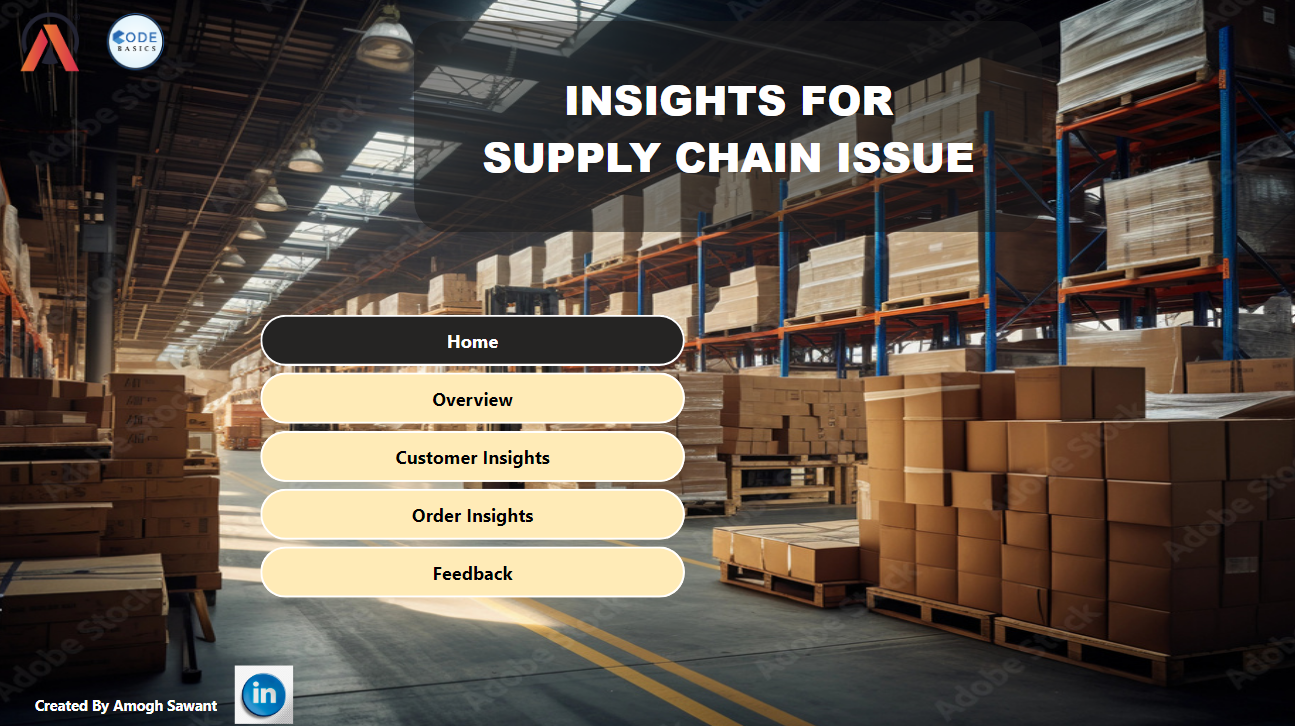 CODE
BASICS
INSIGHTS FOR
SUPPLY CHAIN ISSUE
Home
Overview
Customer Insights
Order Insights
Feedback
Created By Amogh Sawant
in
Adobe Stock